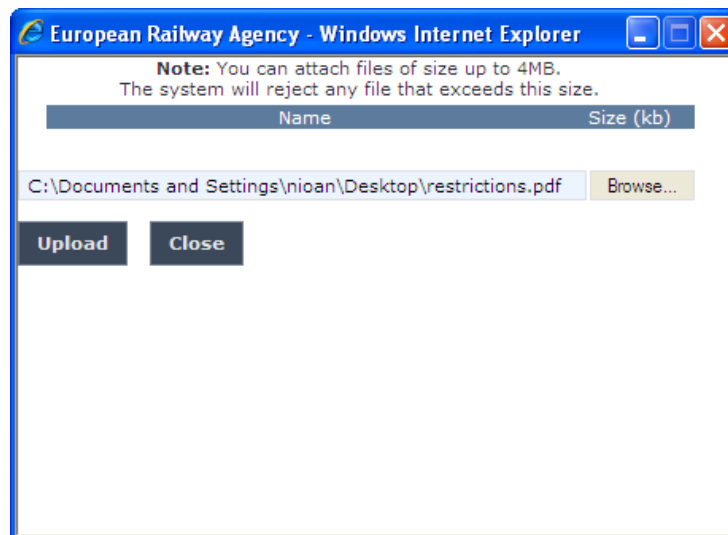 European Railway Agency - Windows Internet Explorer
Note: You can attach files of size up to 4MB.
The system will reject any file that exceeds this size.
Name Size (kb)
C:\Documents and Settings\nioan\Desktop\restrictions.pdf Browse...
Upload Close